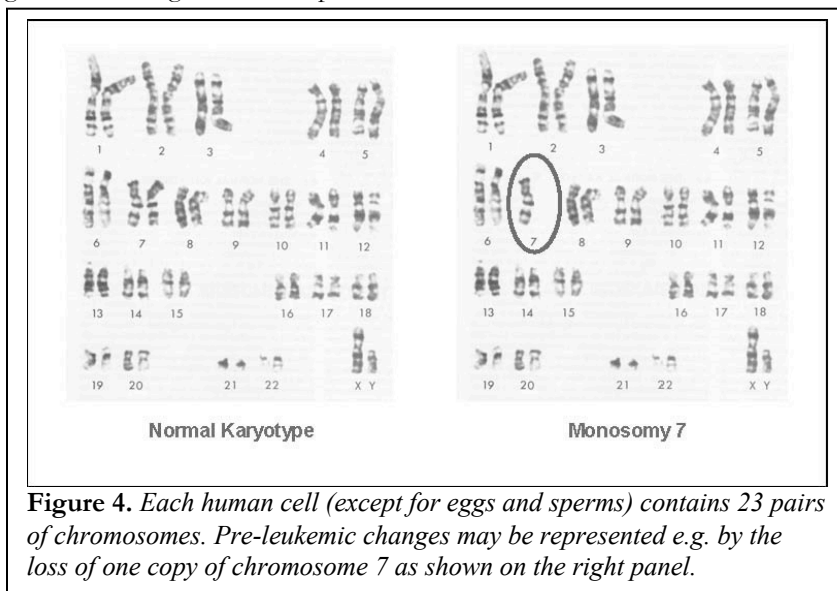 1 2 3 4 5
6 7 8 9 10 11 12
13 14 15 16 17 18
19 20 21 22 X Y
Normal Karyotype
1 2 3 4 5
6 7 8 9 10 11 12
13 14 15 16 17 18
19 20 21 22 X Y
Monosomy 7
Figure 4. Each human cell (except for eggs and sperms) contains 23 pairs
of chromosomes. Pre-leukemic changes may be represented e.g. by the
loss of one copy of chromosome 7 as shown on the right panel.